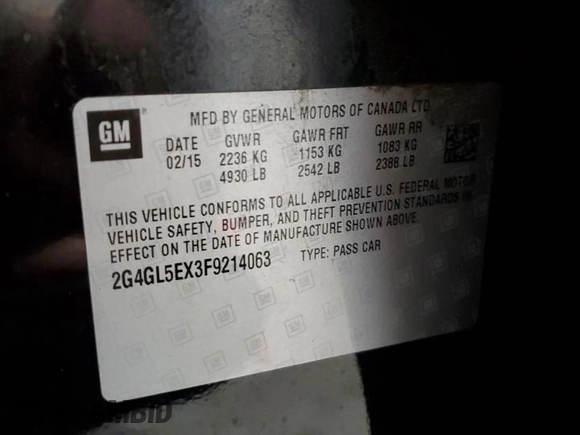 GM
MFD BY GENERAL MOTORS OF CANADA LTD.
DATE GVWR GAWR FRT GAWR RR
02/15 2236 KG 1153 KG 1083 KG
4930 LB 2542 LB 2388 LB
THIS VEHICLE CONFORMS TO ALL APPLICABLE U.S. FEDERAL MOTOR
VEHICLE SAFETY, BUMPER, AND THEFT PREVENTION STANDARDS IN
EFFECT ON THE DATE OF MANUFACTURE SHOWN ABOVE.
2G4GL5EX3F9214063 TYPE: PASS CAR